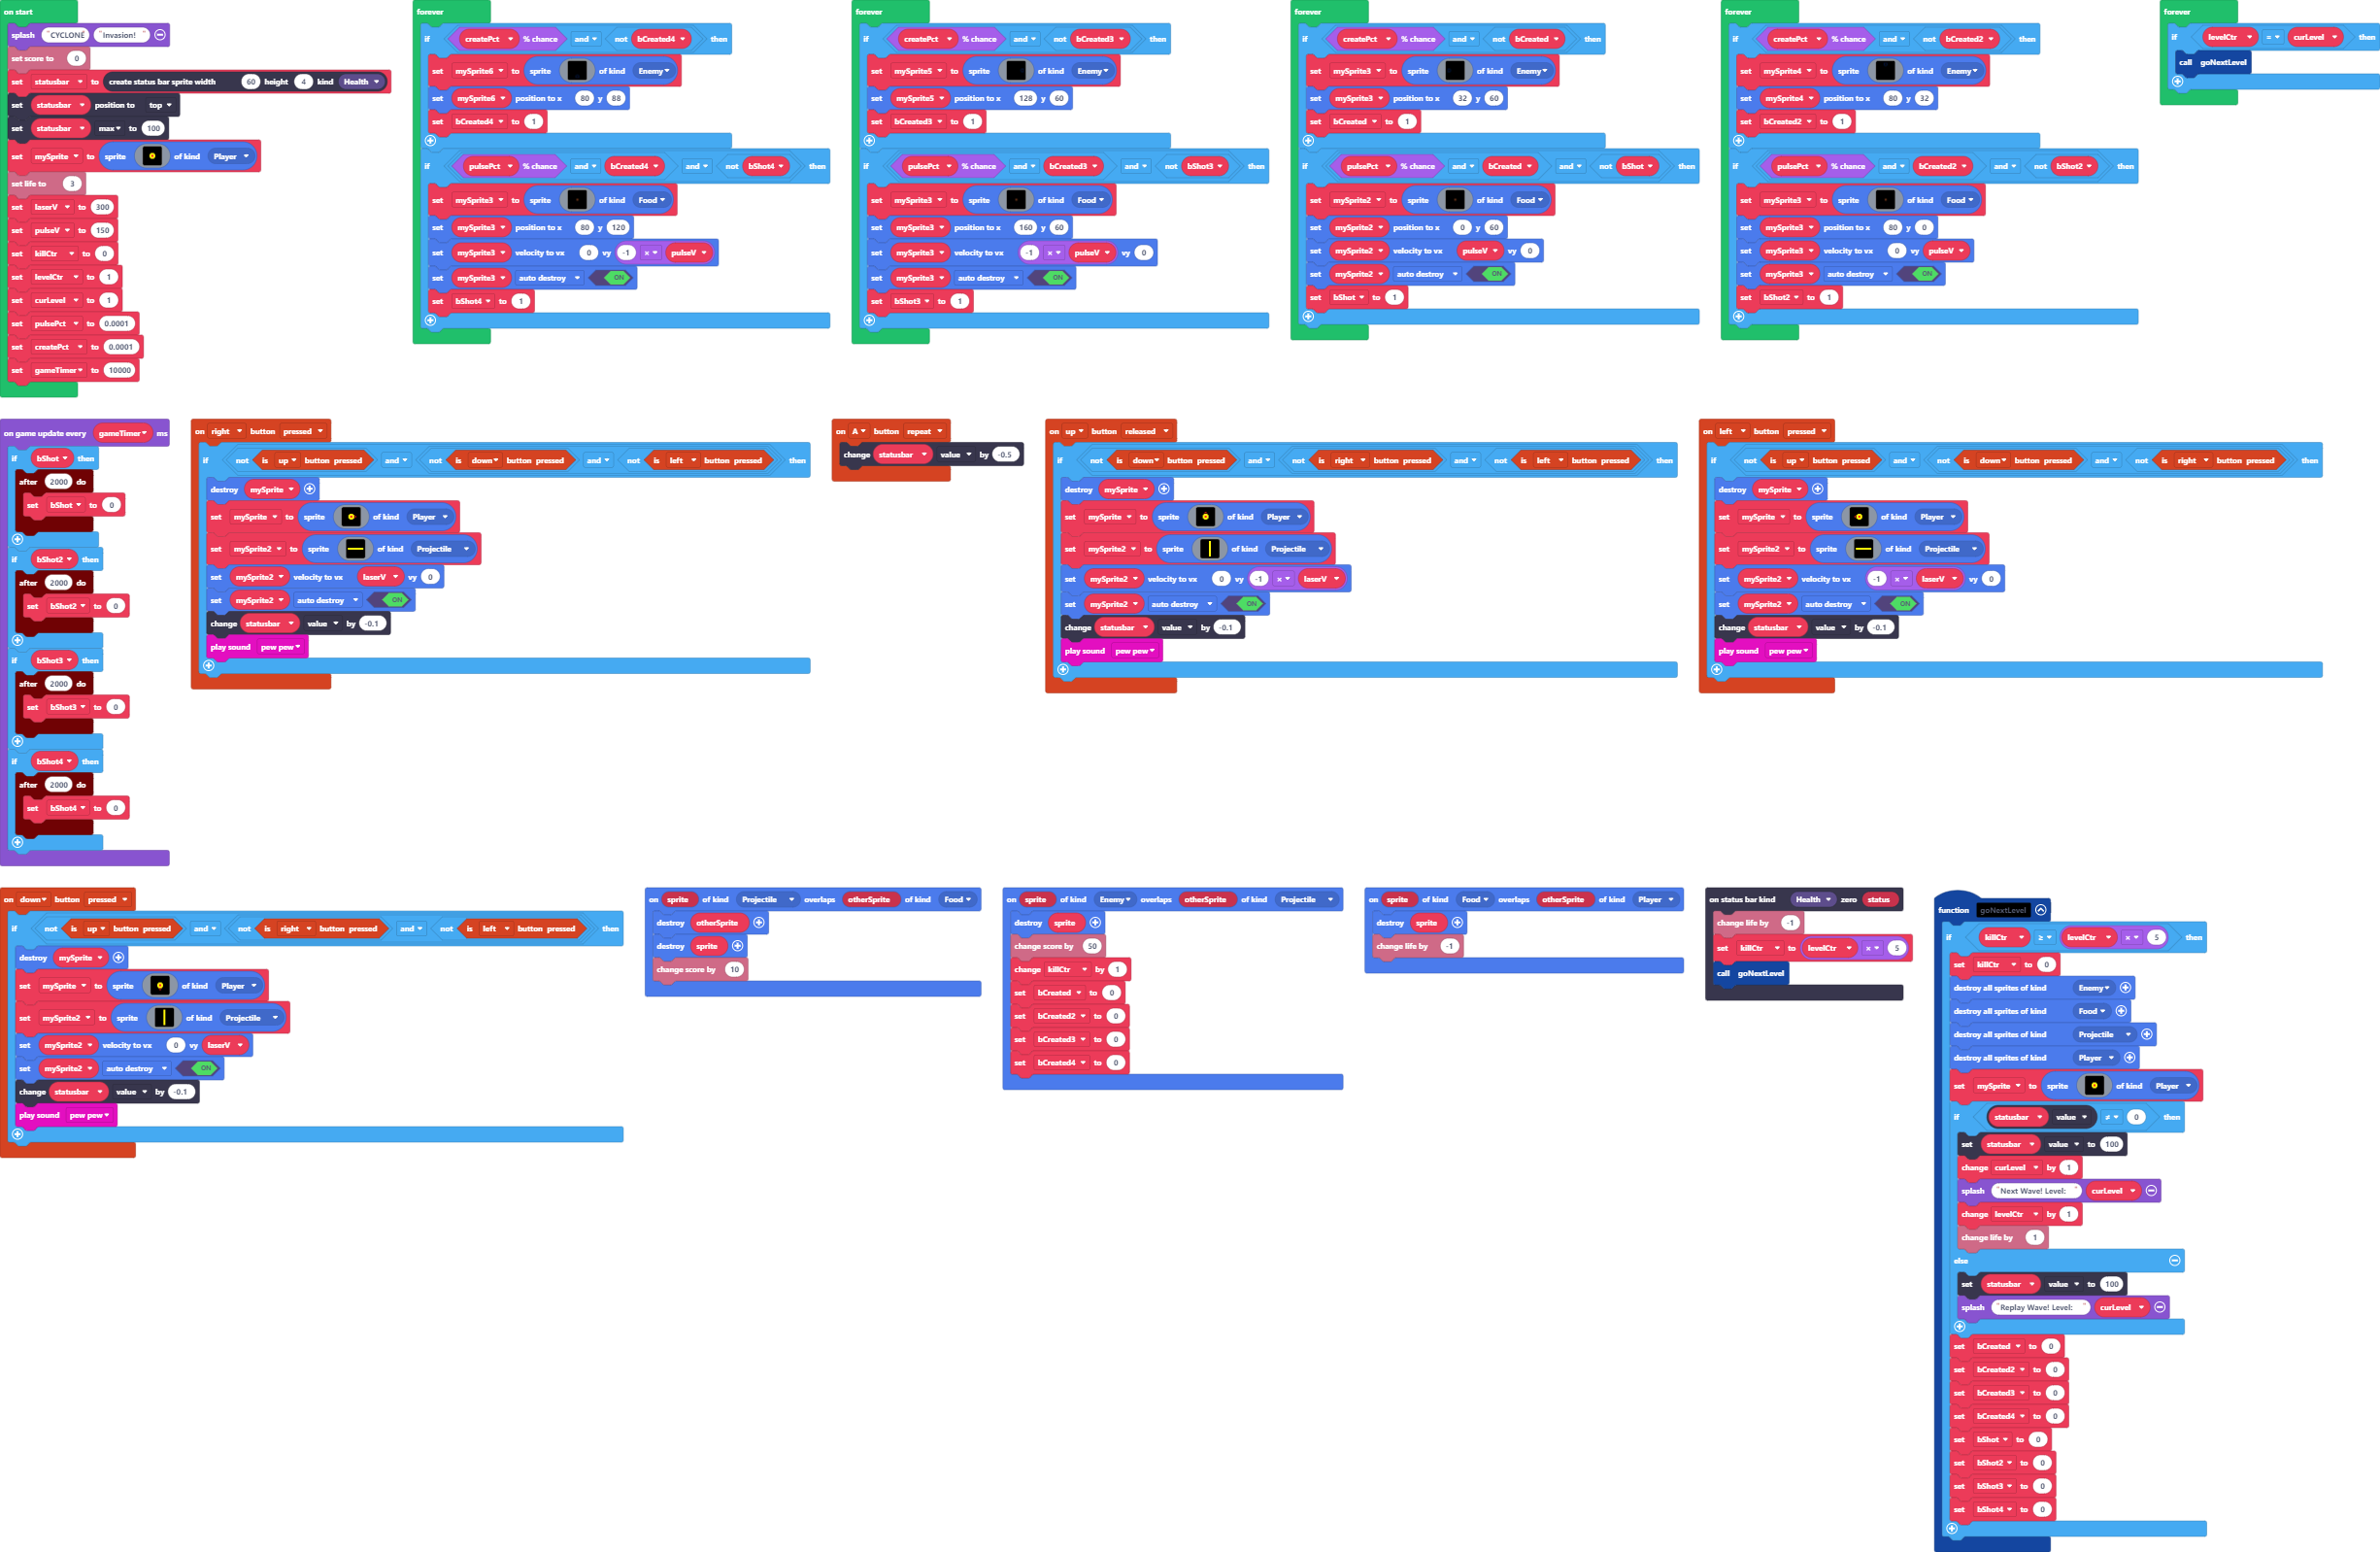 on start
splash "CYCLONE" "Invasion!"
set score to 0
set statusbar to create status bar sprite width 60 height 4 kind Health
set statusbar position to top
set statusbar max to 100
set mySprite to sprite of kind Player
set life to 3
set laserV to 300
set pulseV to 150
set killCtr to 0
set levelCtr to 1
set curLevel to 1
set pulsePct to 0.0001
set createPct to 0.0001
set gameTimer to 10000
forever
if createPct % chance and not bCreated4 then
set mySprite6 to sprite of kind Enemy
set mySprite6 position to x 80 y 88
set bCreated4 to 1
if pulsePct % chance and bCreated4 and not bShot4 then
set mySprite3 to sprite of kind Food
set mySprite3 position to x 80 y 120
set mySprite3 velocity to vx 0 vy -1 × pulseV
set mySprite3 auto destroy ON
set bShot4 to 1
forever
if createPct % chance and not bCreated3 then
set mySprite5 to sprite of kind Enemy
set mySprite5 position to x 128 y 60
set bCreated3 to 1
if pulsePct % chance and bCreated3 and not bShot3 then
set mySprite3 to sprite of kind Food
set mySprite3 position to x 160 y 60
set mySprite3 velocity to vx -1 × pulseV vy 0
set mySprite3 auto destroy ON
set bShot3 to 1
forever
if createPct % chance and not bCreated then
set mySprite3 to sprite of kind Enemy
set mySprite3 position to x 32 y 60
set bCreated to 1
if pulsePct % chance and bCreated and not bShot then
set mySprite2 to sprite of kind Food
set mySprite2 position to x 0 y 60
set mySprite2 velocity to vx pulseV vy 0
set mySprite2 auto destroy ON
set bShot to 1
forever
if createPct % chance and not bCreated2 then
set mySprite4 to sprite of kind Enemy
set mySprite4 position to x 80 y 32
set bCreated2 to 1
if pulsePct % chance and bCreated2 and not bShot2 then
set mySprite3 to sprite of kind Food
set mySprite3 position to x 80 y 0
set mySprite3 velocity to vx 0 vy pulseV
set mySprite3 auto destroy ON
set bShot2 to 1
forever
if levelCtr = curLevel then
call goNextLevel
on game update every gameTimer ms
if bShot then
after 2000 do
set bShot to 0
if bShot2 then
after 2000 do
set bShot2 to 0
if bShot3 then
after 2000 do
set bShot3 to 0
if bShot4 then
after 2000 do
set bShot4 to 0
on right button pressed
if not is up button pressed and not is down button pressed and not is left button pressed then
destroy mySprite
set mySprite to sprite of kind Player
set mySprite2 to sprite of kind Projectile
set mySprite2 velocity to vx laserV vy 0
set mySprite2 auto destroy ON
change statusbar value by -0.1
play sound pew pew
on A button repeat
change statusbar value by -0.5
on up button released
if not is down button pressed and not is right button pressed and not is left button pressed then
destroy mySprite
set mySprite to sprite of kind Player
set mySprite2 to sprite of kind Projectile
set mySprite2 velocity to vx 0 vy -1 × laserV
set mySprite2 auto destroy ON
change statusbar value by -0.1
play sound pew pew
on left button pressed
if not is up button pressed and not is down button pressed and not is right button pressed then
destroy mySprite
set mySprite to sprite of kind Player
set mySprite2 to sprite of kind Projectile
set mySprite2 velocity to vx -1 × laserV vy 0
set mySprite2 auto destroy ON
change statusbar value by -0.1
play sound pew pew
on down button pressed
if not is up button pressed and not is right button pressed and not is left button pressed then
destroy mySprite
set mySprite to sprite of kind Player
set mySprite2 to sprite of kind Projectile
set mySprite2 velocity to vx 0 vy laserV
set mySprite2 auto destroy ON
change statusbar value by -0.1
play sound pew pew
on sprite of kind Projectile overlaps otherSprite of kind Food
destroy otherSprite
destroy sprite
change score by 10
on sprite of kind Enemy overlaps otherSprite of kind Projectile
destroy sprite
change score by 50
change killCtr by 1
set bCreated to 0
set bCreated2 to 0
set bCreated3 to 0
set bCreated4 to 0
on sprite of kind Food overlaps otherSprite of kind Player
destroy sprite
change life by -1
on status bar kind Health zero status
change life by -1
set killCtr to levelCtr × 5
call goNextLevel
function goNextLevel
if killCtr ≥ levelCtr × 5 then
set killCtr to 0
destroy all sprites of kind Enemy
destroy all sprites of kind Food
destroy all sprites of kind Projectile
destroy all sprites of kind Player
set mySprite to sprite of kind Player
if statusbar value ≠ 0 then
set statusbar value to 100
change curLevel by 1
splash "Next Wave! Level: " curLevel
change levelCtr by 1
change life by 1
else
set statusbar value to 100
splash "Replay Wave! Level: " curLevel
set bCreated to 0
set bCreated2 to 0
set bCreated3 to 0
set bCreated4 to 0
set bShot to 0
set bShot2 to 0
set bShot3 to 0
set bShot4 to 0